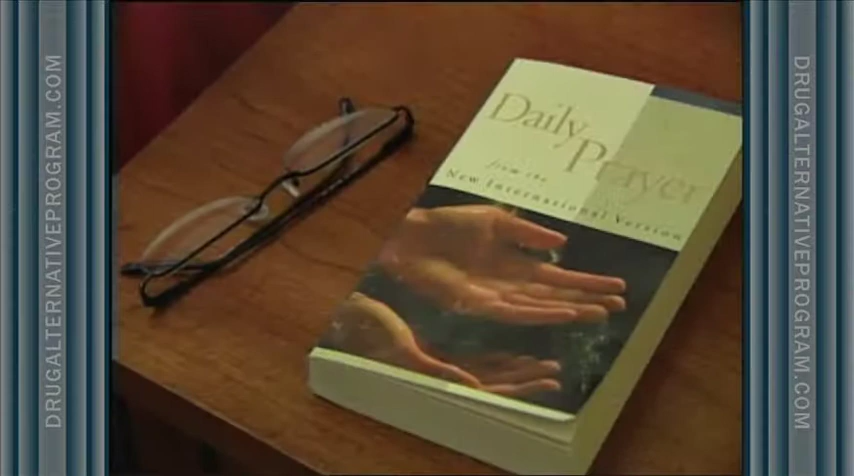 DRUGALTERNATIVEPROGRAM.COM
Daily
Prayer
from the
New International Version
DRUGALTERNATIVEPROGRAM.COM